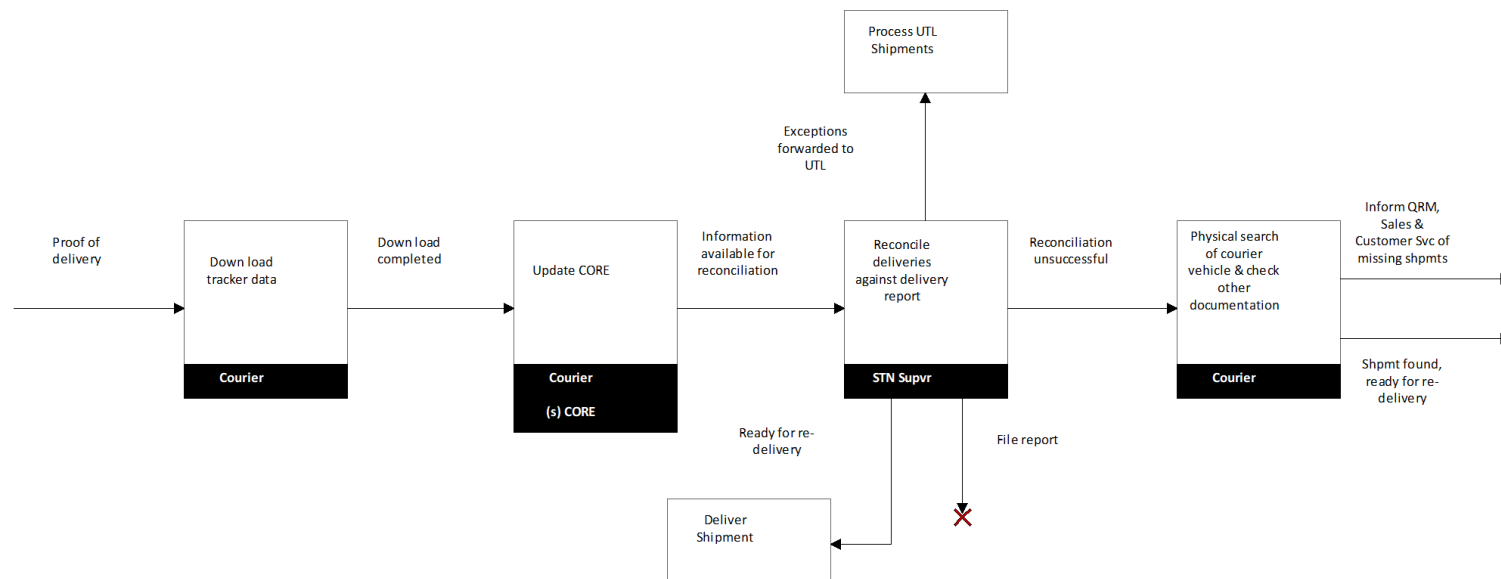 Process UTL
Shipments
Exceptions
forwarded to
UTL
Proof of
delivery
Down load
tracker data
Courier
Down load
completed
Update CORE
Courier
(s) CORE
Information
available for
reconciliation
Reconcile
deliveries
against delivery
report
STN Supvr
Reconciliation
unsuccessful
Physical search
of courier
vehicle & check
other
documentation
Courier
Inform QRM,
Sales &
Customer Svc of
missing shpmts
Shpmt found,
ready for re-
delivery
Ready for re-
delivery
File report
Deliver
Shipment